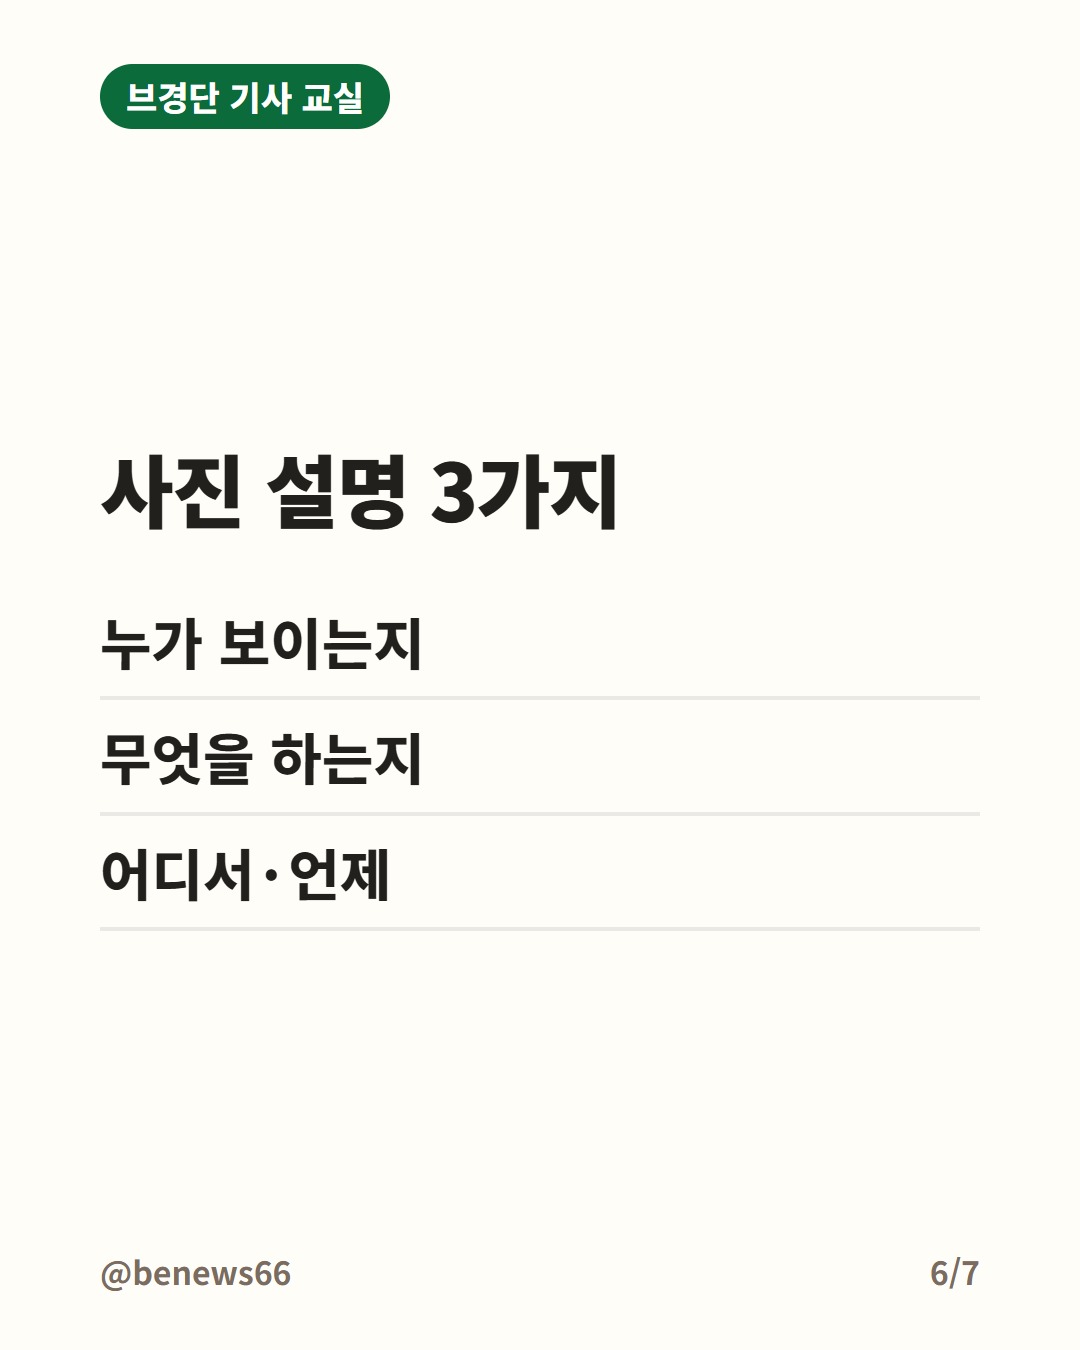 브경단 기사 교실
사진 설명 3가지
누가 보이는지
무엇을 하는지
어디서·언제
@benews66
6/7